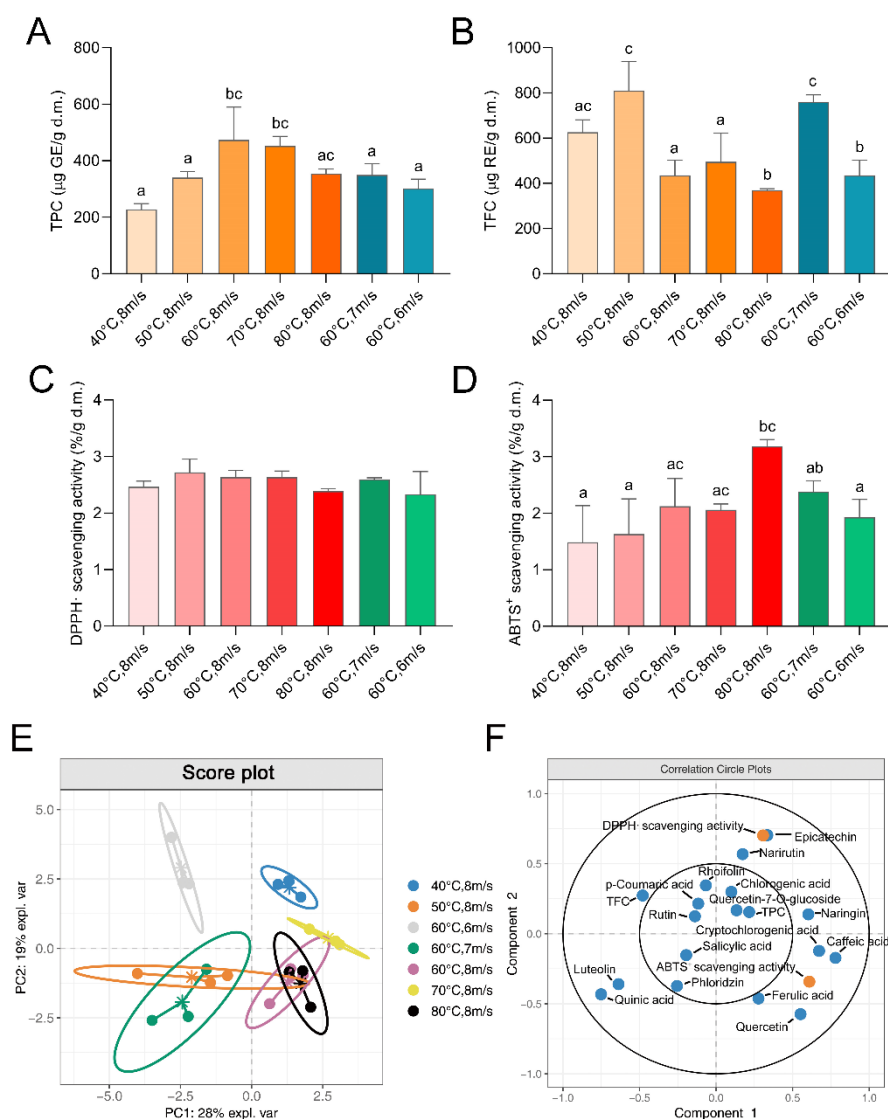 A
TPC (μg GE/g d.m.)
800
600
400
200
0
a
a
bc
bc
ac
a
a
40°C,8m/s
50°C,8m/s
60°C,8m/s
70°C,8m/s
80°C,8m/s
60°C,7m/s
60°C,6m/s
B
TFC (μg RE/g d.m.)
1000
800
600
400
200
0
ac
c
a
a
b
c
b
40°C,8m/s
50°C,8m/s
60°C,8m/s
70°C,8m/s
80°C,8m/s
60°C,7m/s
60°C,6m/s
C
DPPH· scavenging activity (%/g d.m.)
4
3
2
1
0
40°C,8m/s
50°C,8m/s
60°C,8m/s
70°C,8m/s
80°C,8m/s
60°C,7m/s
60°C,6m/s
D
ABTS⁺ scavenging activity (%/g d.m.)
4
3
2
1
0
a
a
ac
ac
bc
ab
a
40°C,8m/s
50°C,8m/s
60°C,8m/s
70°C,8m/s
80°C,8m/s
60°C,7m/s
60°C,6m/s
E
Score plot
PC2: 19% expl. var
5.0
2.5
0.0
−2.5
−5.0
−2.5
0.0
2.5
PC1: 28% expl. var
40°C,8m/s
50°C,8m/s
60°C,6m/s
60°C,7m/s
60°C,8m/s
70°C,8m/s
80°C,8m/s
F
Correlation Circle Plots
Component_2
1.0
0.5
0.0
−0.5
−1.0
DPPH· scavenging activity
Epicatechin
Narirutin
Rhoifolin
p-Coumaric acid
Chlorogenic acid
TFC
Quercetin-7-O-glucoside
Rutin
TPC
Naringin
Cryptochlorogenic acid
Salicylic acid
Caffeic acid
ABTS⁺ scavenging activity
Luteolin
Phloridzin
Quinic acid
Ferulic acid
Quercetin
−1.0
−0.5
0.0
0.5
1.0
Component_1